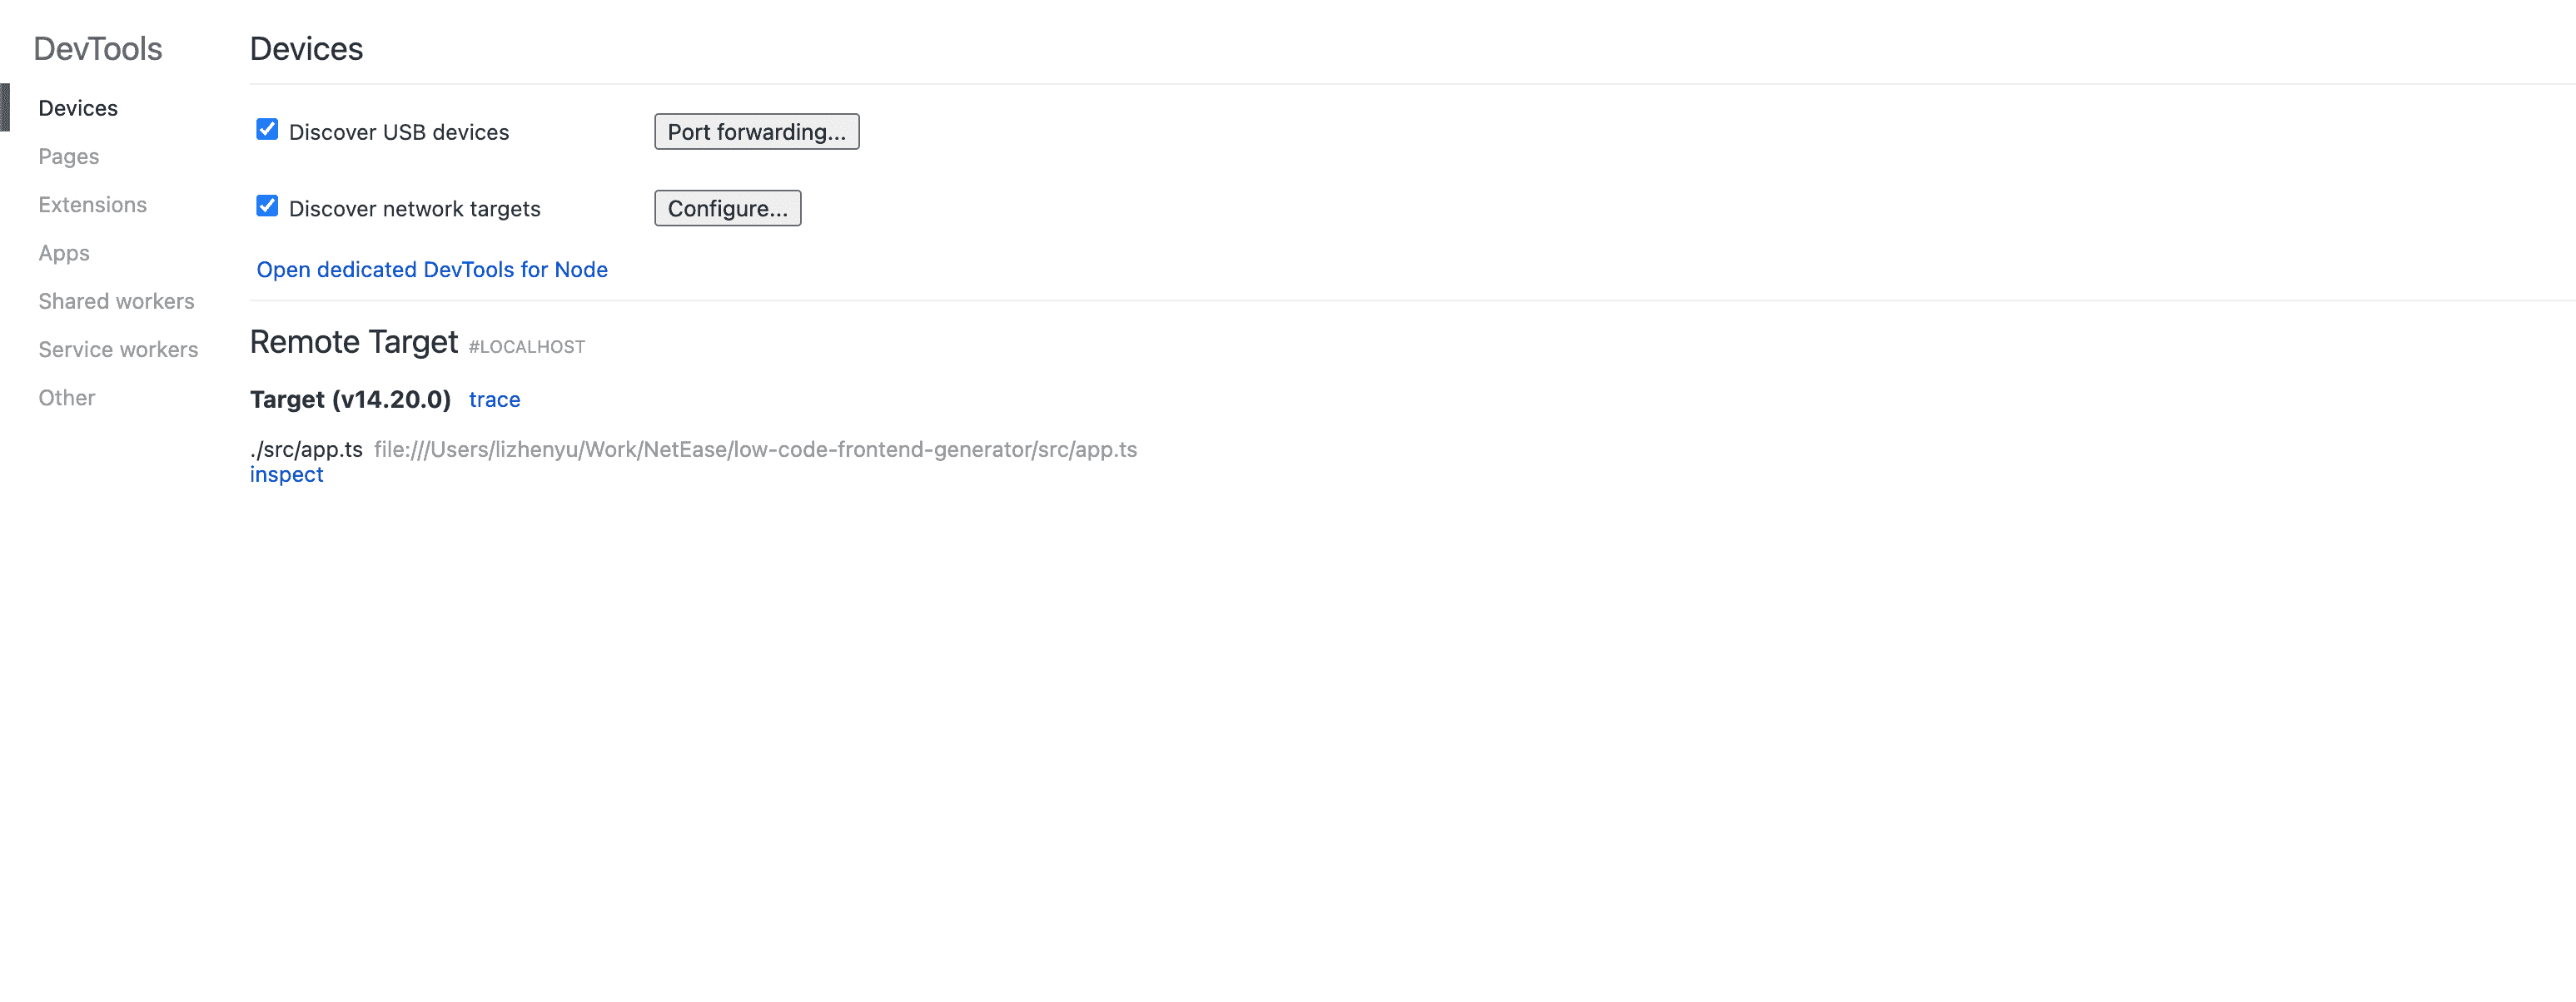 DevTools
Devices
Pages
Extensions
Apps
Shared workers
Service workers
Other
Devices
Discover USB devices
Port forwarding...
Discover network targets
Configure...
Open dedicated DevTools for Node
Remote Target #LOCALHOST
Target (v14.20.0) trace
./src/app.ts file:///Users/lizhenyu/Work/NetEase/low-code-frontend-generator/src/app.ts
inspect